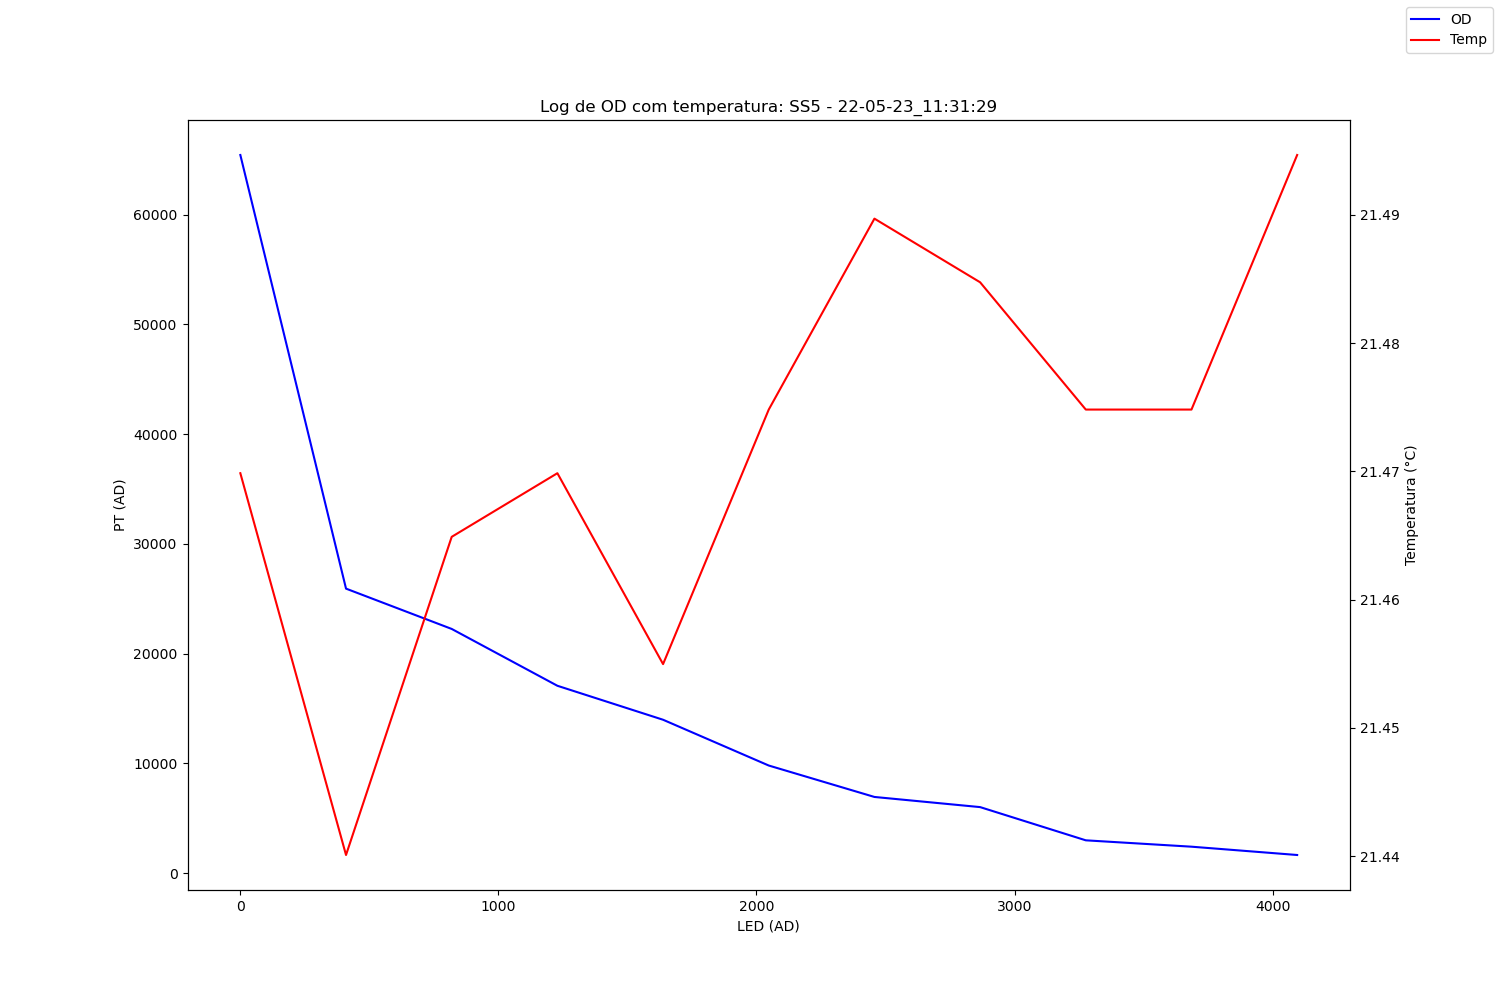 OD
Temp
Log de OD com temperatura: SS5 - 22-05-23_11:31:29
60000
50000
40000
30000
20000
10000
0
PT (AD)
21.49
21.48
21.47
21.46
21.45
21.44
Temperatura (°C)
0 1000 2000 3000 4000
LED (AD)